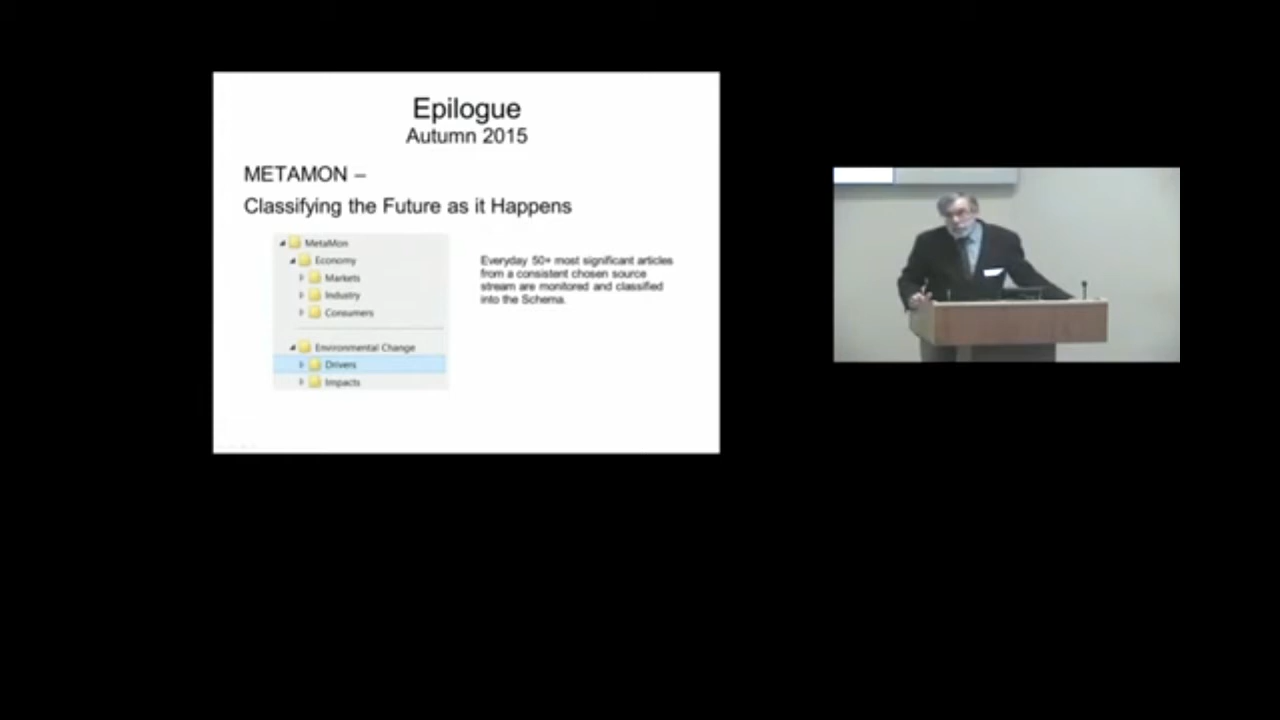 Epilogue
Autumn 2015
METAMON –
Classifying the Future as it Happens
MetaMon
Economy
Markets
Industry
Consumers
Environmental Change
Drivers
Impacts
Everyday 50+ most significant articles
from a consistent chosen source
stream are monitored and classified
into the Schema.